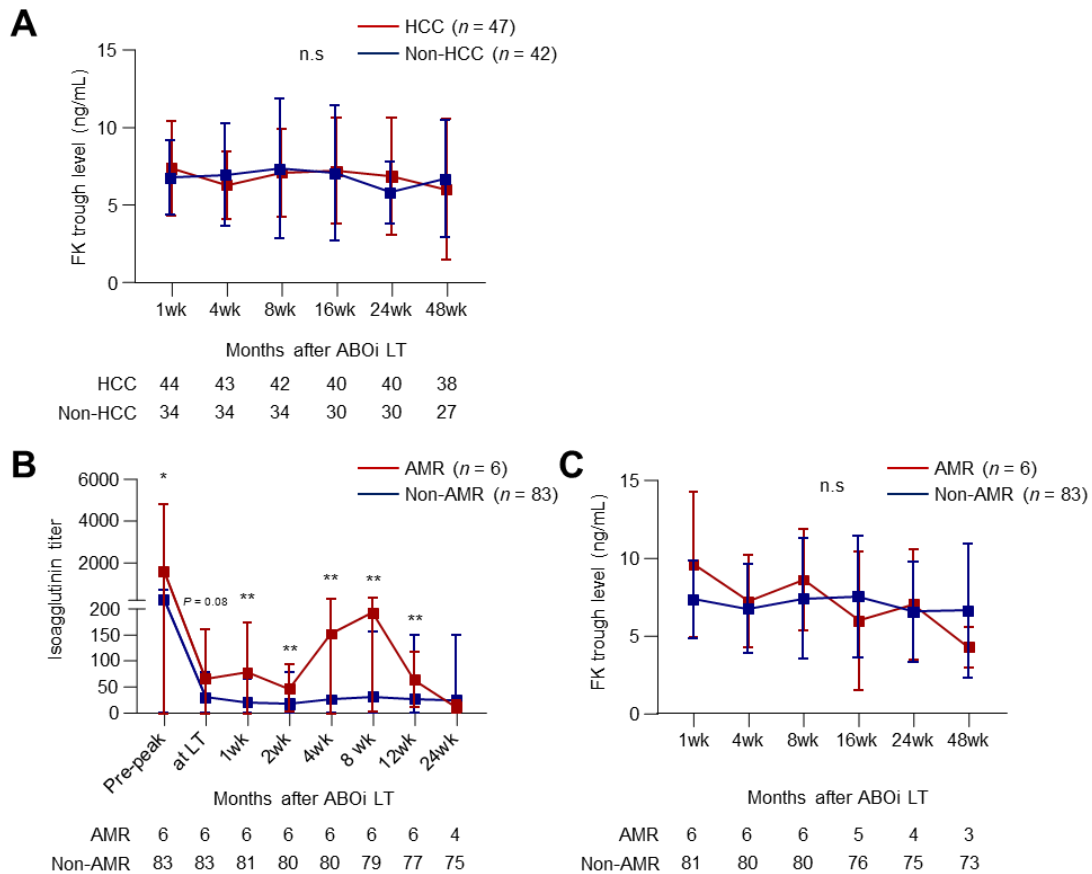 A
HCC (n = 47)
Non-HCC (n = 42)
n.s
FK trough level (ng/mL)
15
10
5
0
1wk 4wk 8wk 16wk 24wk 48wk
Months after ABOi LT
HCC 44 43 42 40 40 38
Non-HCC 34 34 34 30 30 27
B
AMR (n = 6)
Non-AMR (n = 83)
Isoagglutinin titer
6000
4000
2000
200
150
100
50
0
* P = 0.08 ** ** ** ** **
Pre-peak at LT 1wk 2wk 4wk 8 wk 12wk 24wk
Months after ABOi LT
AMR 6 6 6 6 6 6 6 4
Non-AMR 83 83 81 80 80 79 77 75
C
AMR (n = 6)
Non-AMR (n = 83)
n.s
FK trough level (ng/mL)
15
10
5
0
1wk 4wk 8wk 16wk 24wk 48wk
Months after ABOi LT
AMR 6 6 6 5 4 3
Non-AMR 81 80 80 76 75 73